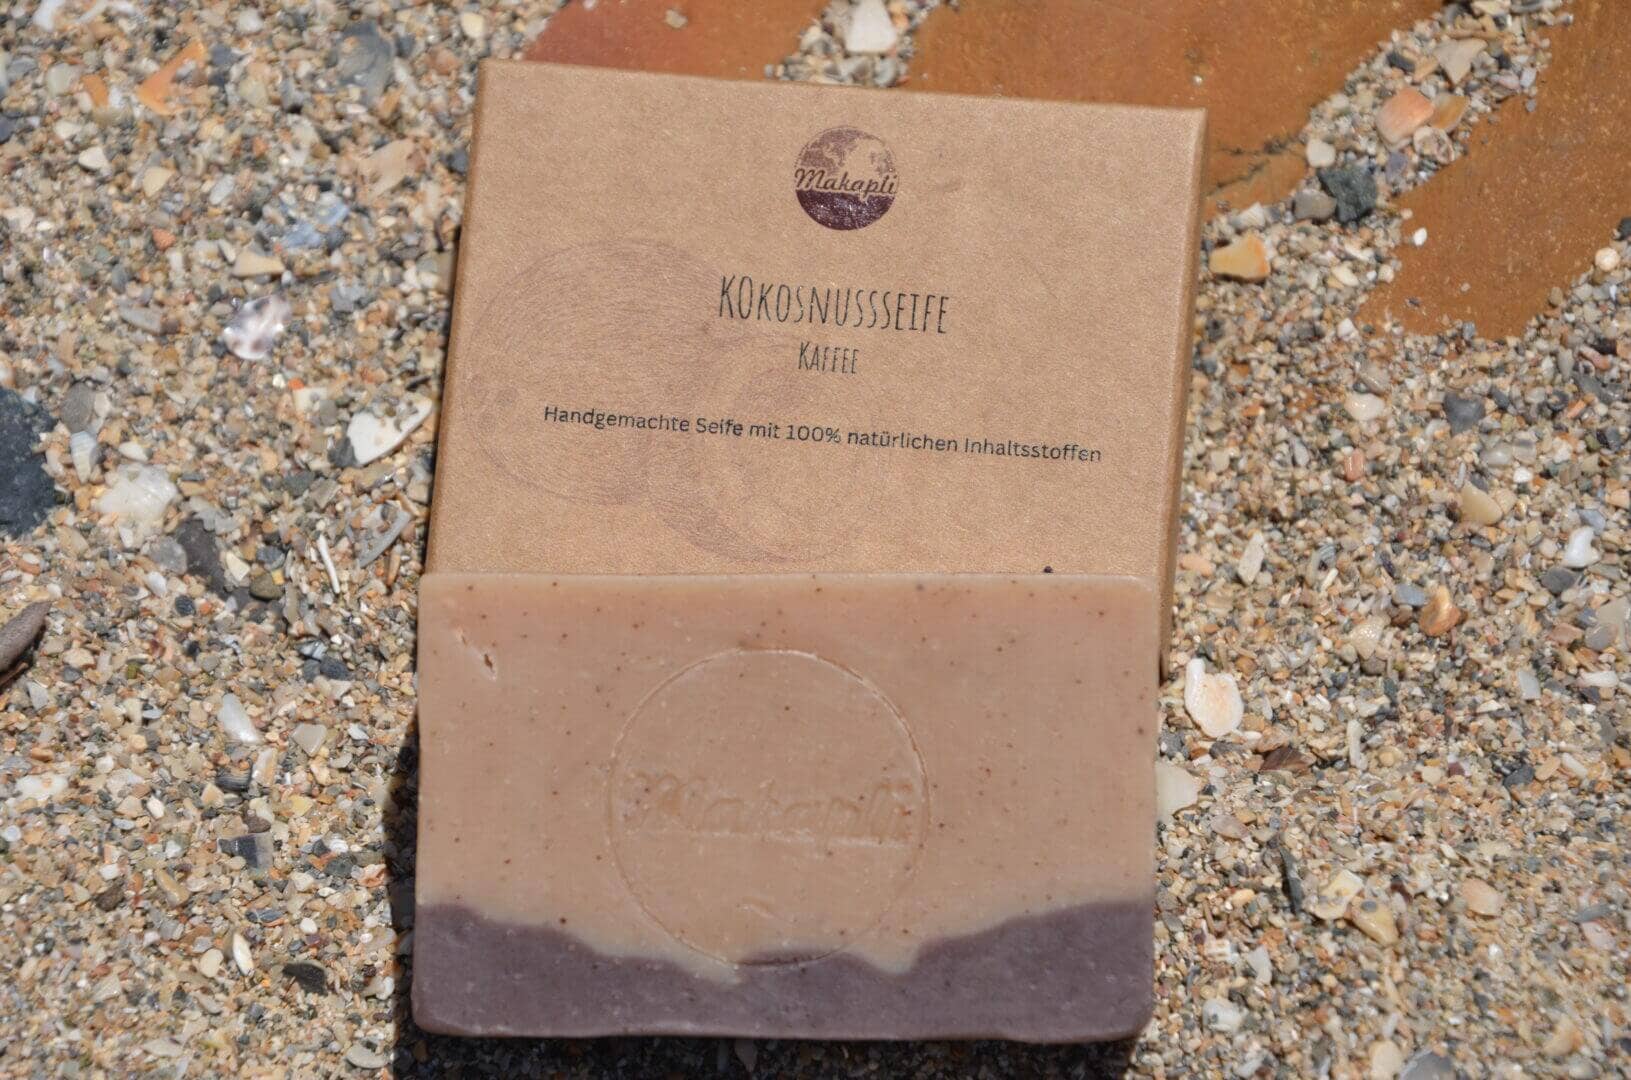 Makapli
KOKOSNUSSSEIFE
KAFFEE
Handgemachte Seife mit 100% natürlichen Inhaltsstoffen
Makapli